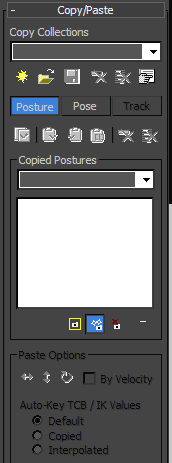 - Copy/Paste
Copy Collections
Posture Pose Track
Copied Postures
Paste Options
By Velocity
Auto-Key TCB / IK Values
Default
Copied
Interpolated